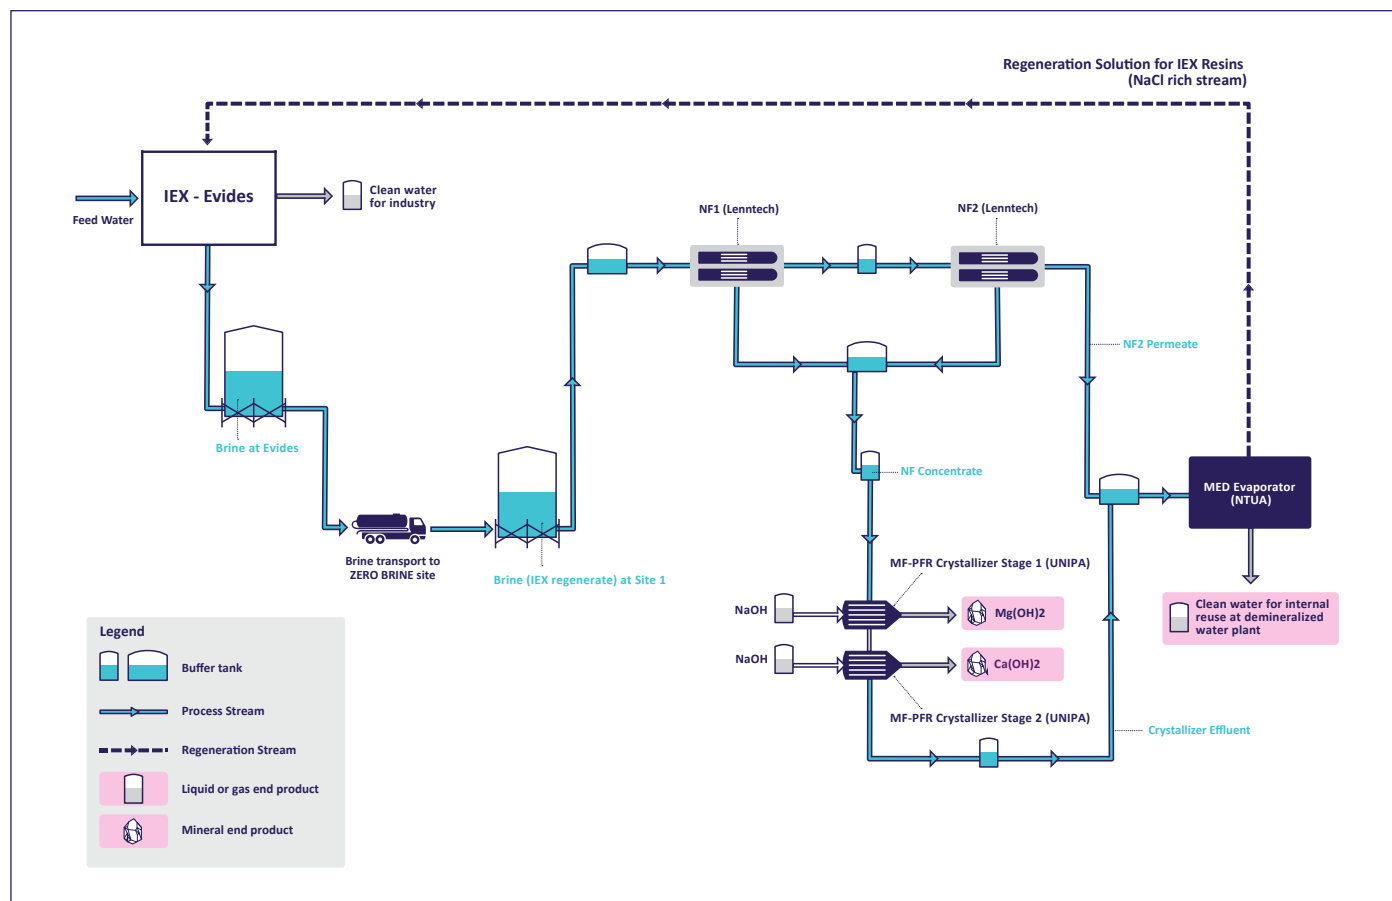 Regeneration Solution for IEX Resins
(NaCl rich stream)
IEX - Evides
Feed Water
Clean water
for industry
NF1 (Lenntech)
NF2 (Lenntech)
NF2 Permeate
Brine at Evides
NF Concentrate
MED Evaporator
(NTUA)
Brine transport to
ZERO BRINE site
Brine (IEX regenerate) at Site 1
MF-PFR Crystallizer Stage 1 (UNIPA)
NaOH
Mg(OH)2
Clean water for internal
reuse at demineralized
water plant
NaOH
Ca(OH)2
MF-PFR Crystallizer Stage 2 (UNIPA)
Crystallizer Effluent
Legend
Buffer tank
Process Stream
Regeneration Stream
Liquid or gas end product
Mineral end product